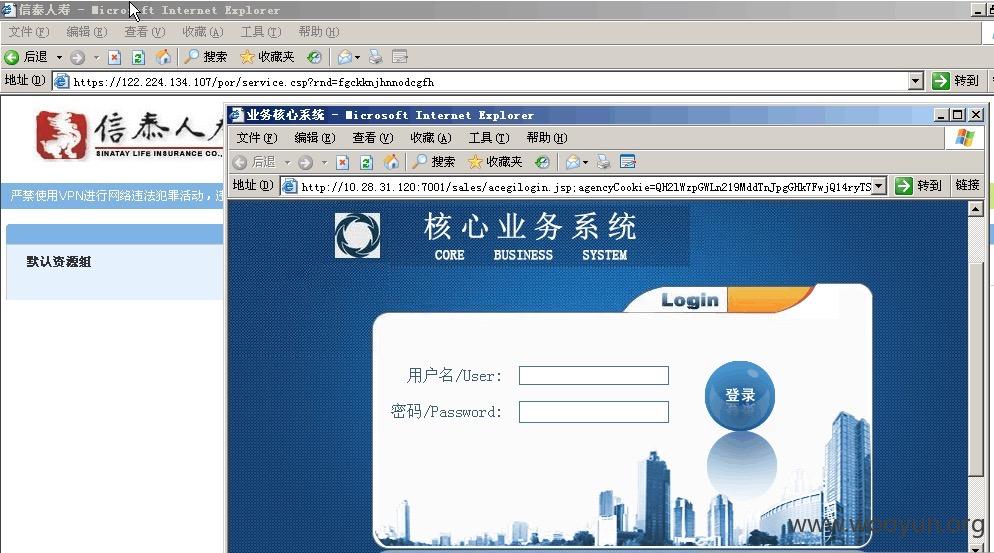 信泰人寿 - Microsoft Internet Explorer
文件(F) 编辑(E) 查看(V) 收藏(A) 工具(T) 帮助(H)
后退 搜索 收藏夹
地址(D) https://122.224.134.107/por/service.csp?rnd=fgckkmjhnnodcgfh 转到
信泰人
SINATAY LIFE INSURANCE CO.,
严禁使用VPN进行网络违法犯罪活动，
默认资源组
业务核心系统 - Microsoft Internet Explorer
文件(F) 编辑(E) 查看(V) 收藏(A) 工具(T) 帮助(H)
后退 搜索 收藏夹
地址(D) http://10.28.31.120:7001/sales/acegilogin.jsp;agencyCookie=QH2lWzpGWLn219MddTnJpgGHk7FwjQ14ryTS 转到 链接
核心业务系统
CORE BUSINESS SYSTEM
Login
用户名/User:
密码/Password:
登录
www.wooyun.org